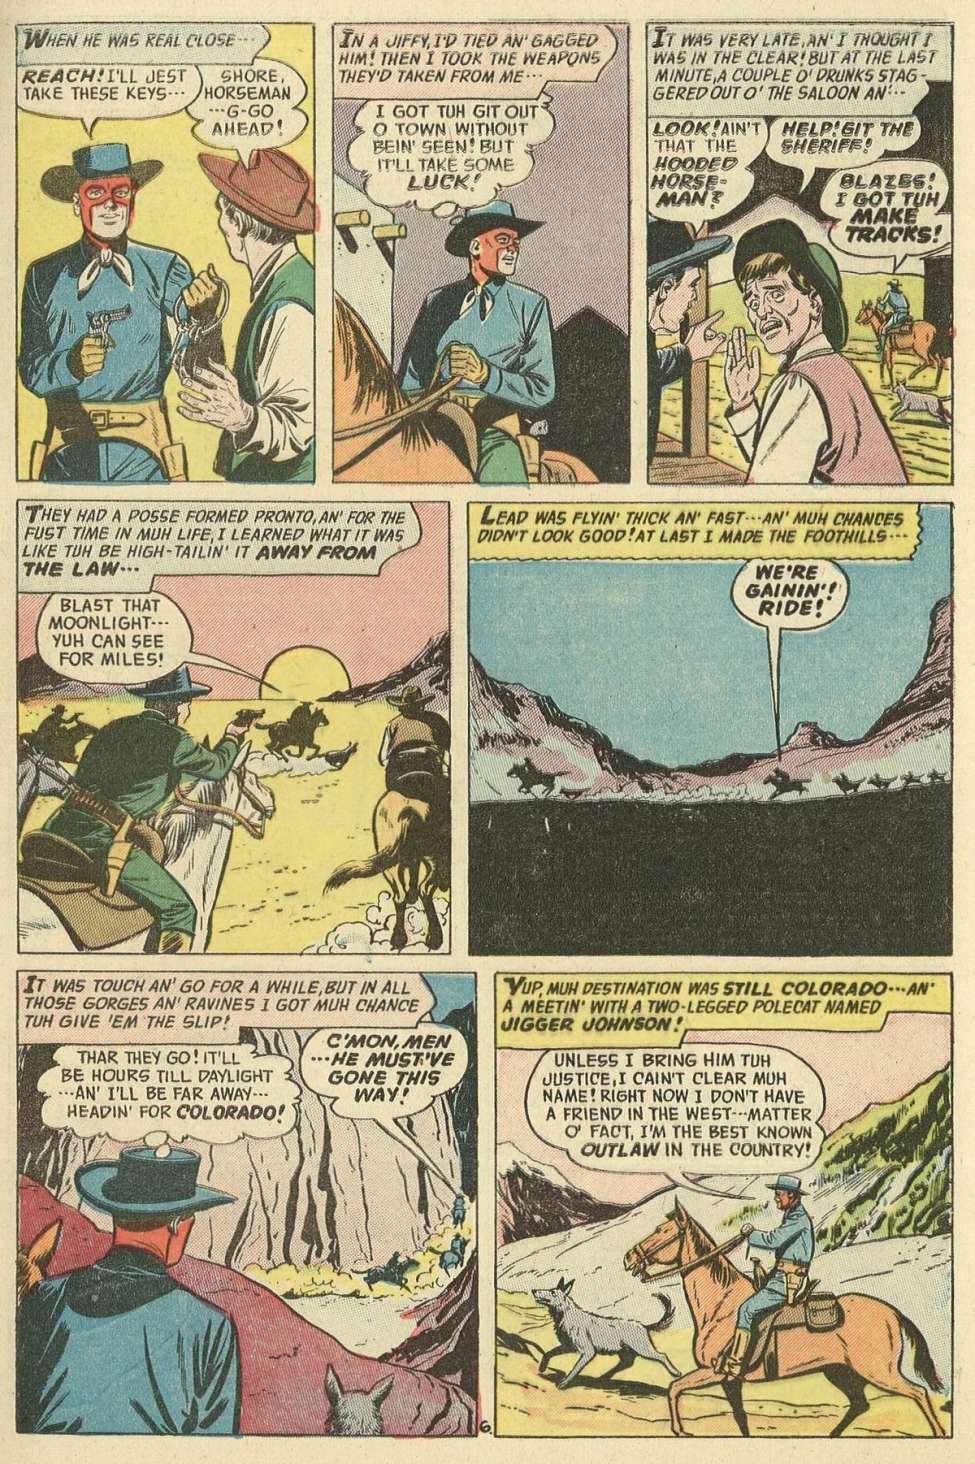 WHEN HE WAS REAL CLOSE---
REACH! I'LL JEST
TAKE THESE KEYS---
SHORE,
HORSEMAN
---G-GO
AHEAD!
IN A JIFFY, I'D TIED AN' GAGGED
HIM! THEN I TOOK THE WEAPONS
THEY'D TAKEN FROM ME---
I GOT TUH GIT OUT
O TOWN WITHOUT
BEIN' SEEN! BUT
IT'LL TAKE SOME
LUCK!
IT WAS VERY LATE, AN' I THOUGHT I
WAS IN THE CLEAR! BUT AT THE LAST
MINUTE, A COUPLE O' DRUNKS STAG-
GERED OUT O' THE SALOON AN'--
LOOK! AIN'T
THAT THE
HOODED
HORSE-
MAN?
HELP! GIT THE
SHERIFF!
BLAZES!
I GOT TUH
MAKE
TRACKS!
THEY HAD A POSSE FORMED PRONTO, AN' FOR THE
FUST TIME IN MUH LIFE, I LEARNED WHAT IT WAS
LIKE TUH BE HIGH-TAILIN' IT AWAY FROM
THE LAW---
BLAST THAT
MOONLIGHT---
YUH CAN SEE
FOR MILES!
LEAD WAS FLYIN' THICK AN' FAST---AN' MUH CHANCES
DIDN'T LOOK GOOD! AT LAST I MADE THE FOOTHILLS---
WE'RE
GAININ'!
RIDE!
IT WAS TOUCH AN' GO FOR A WHILE, BUT IN ALL
THOSE GORGES AN' RAVINES I GOT MUH CHANCE
TUH GIVE 'EM THE SLIP!
THAR THEY GO! IT'LL
BE HOURS TILL DAYLIGHT
---AN' I'LL BE FAR AWAY---
HEADIN' FOR COLORADO!
C'MON, MEN
---HE MUST'VE
GONE THIS
WAY!
YUP, MUH DESTINATION WAS STILL COLORADO---AN'
A MEETIN' WITH A TWO-LEGGED POLECAT NAMED
JIGGER JOHNSON!
UNLESS I BRING HIM TUH
JUSTICE, I CAIN'T CLEAR MUH
NAME! RIGHT NOW I DON'T HAVE
A FRIEND IN THE WEST---MATTER
O' FACT, I'M THE BEST KNOWN
OUTLAW IN THE COUNTRY!
6.